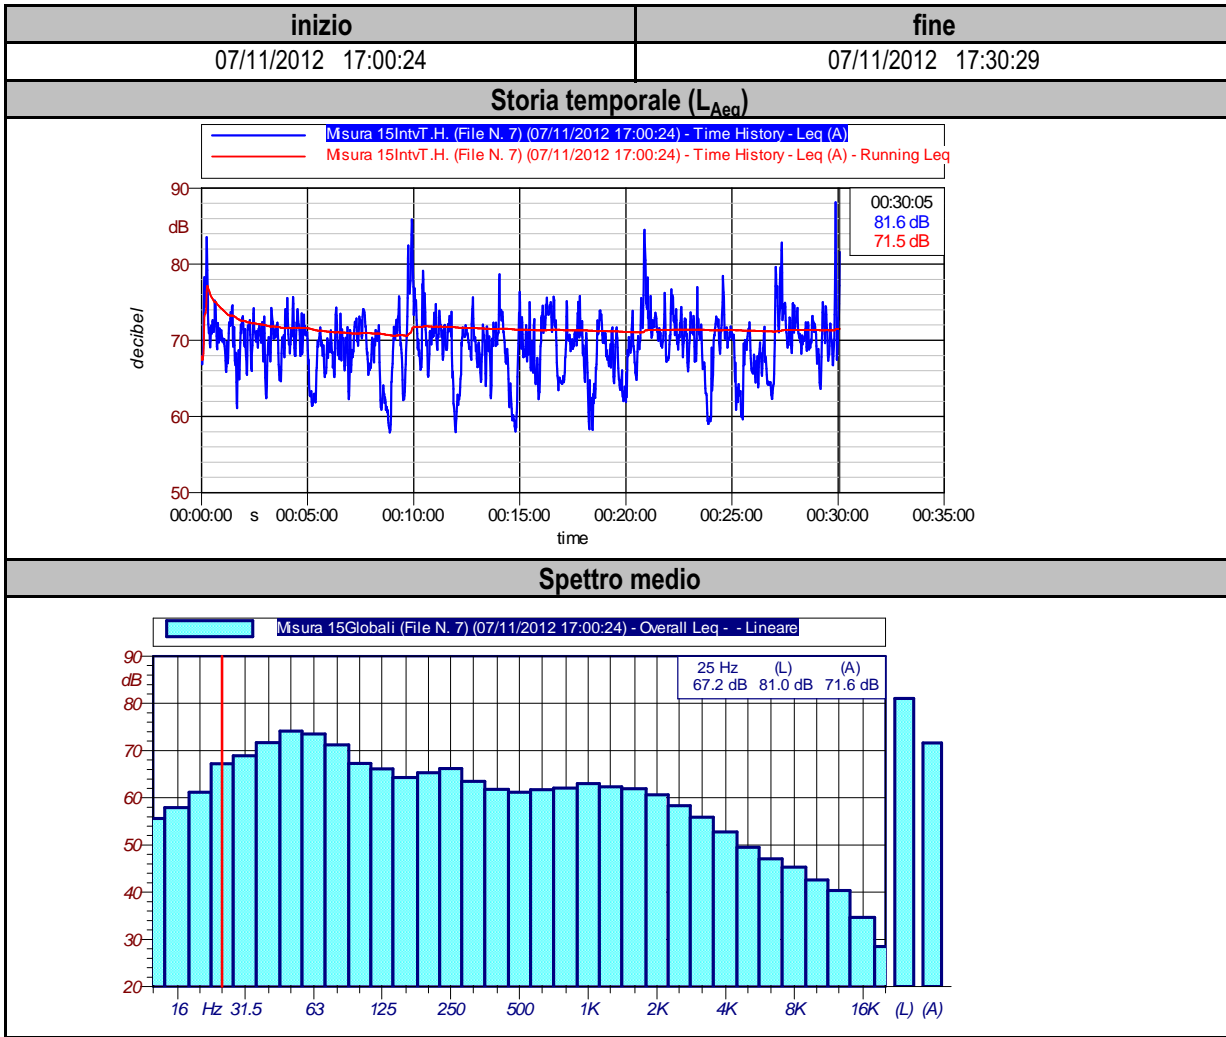 inizio fine
07/11/2012 17:00:24 07/11/2012 17:30:29
Storia temporale (LAeq)
Misura 15IntvT.H. (File N. 7) (07/11/2012 17:00:24) - Time History - Leq (A)
Misura 15IntvT.H. (File N. 7) (07/11/2012 17:00:24) - Time History - Leq (A) - Running Leq
90
dB
80
70
60
50
decibel
00:30:05
81.6 dB
71.5 dB
00:00:00 s 00:05:00 00:10:00 00:15:00 00:20:00 00:25:00 00:30:00 00:35:00
time
Spettro medio
Misura 15Globali (File N. 7) (07/11/2012 17:00:24) - Overall Leq - - Lineare
90
dB
80
70
60
50
40
30
20
25 Hz (L) (A)
67.2 dB 81.0 dB 71.6 dB
16 Hz 31.5 63 125 250 500 1K 2K 4K 8K 16K (L) (A)